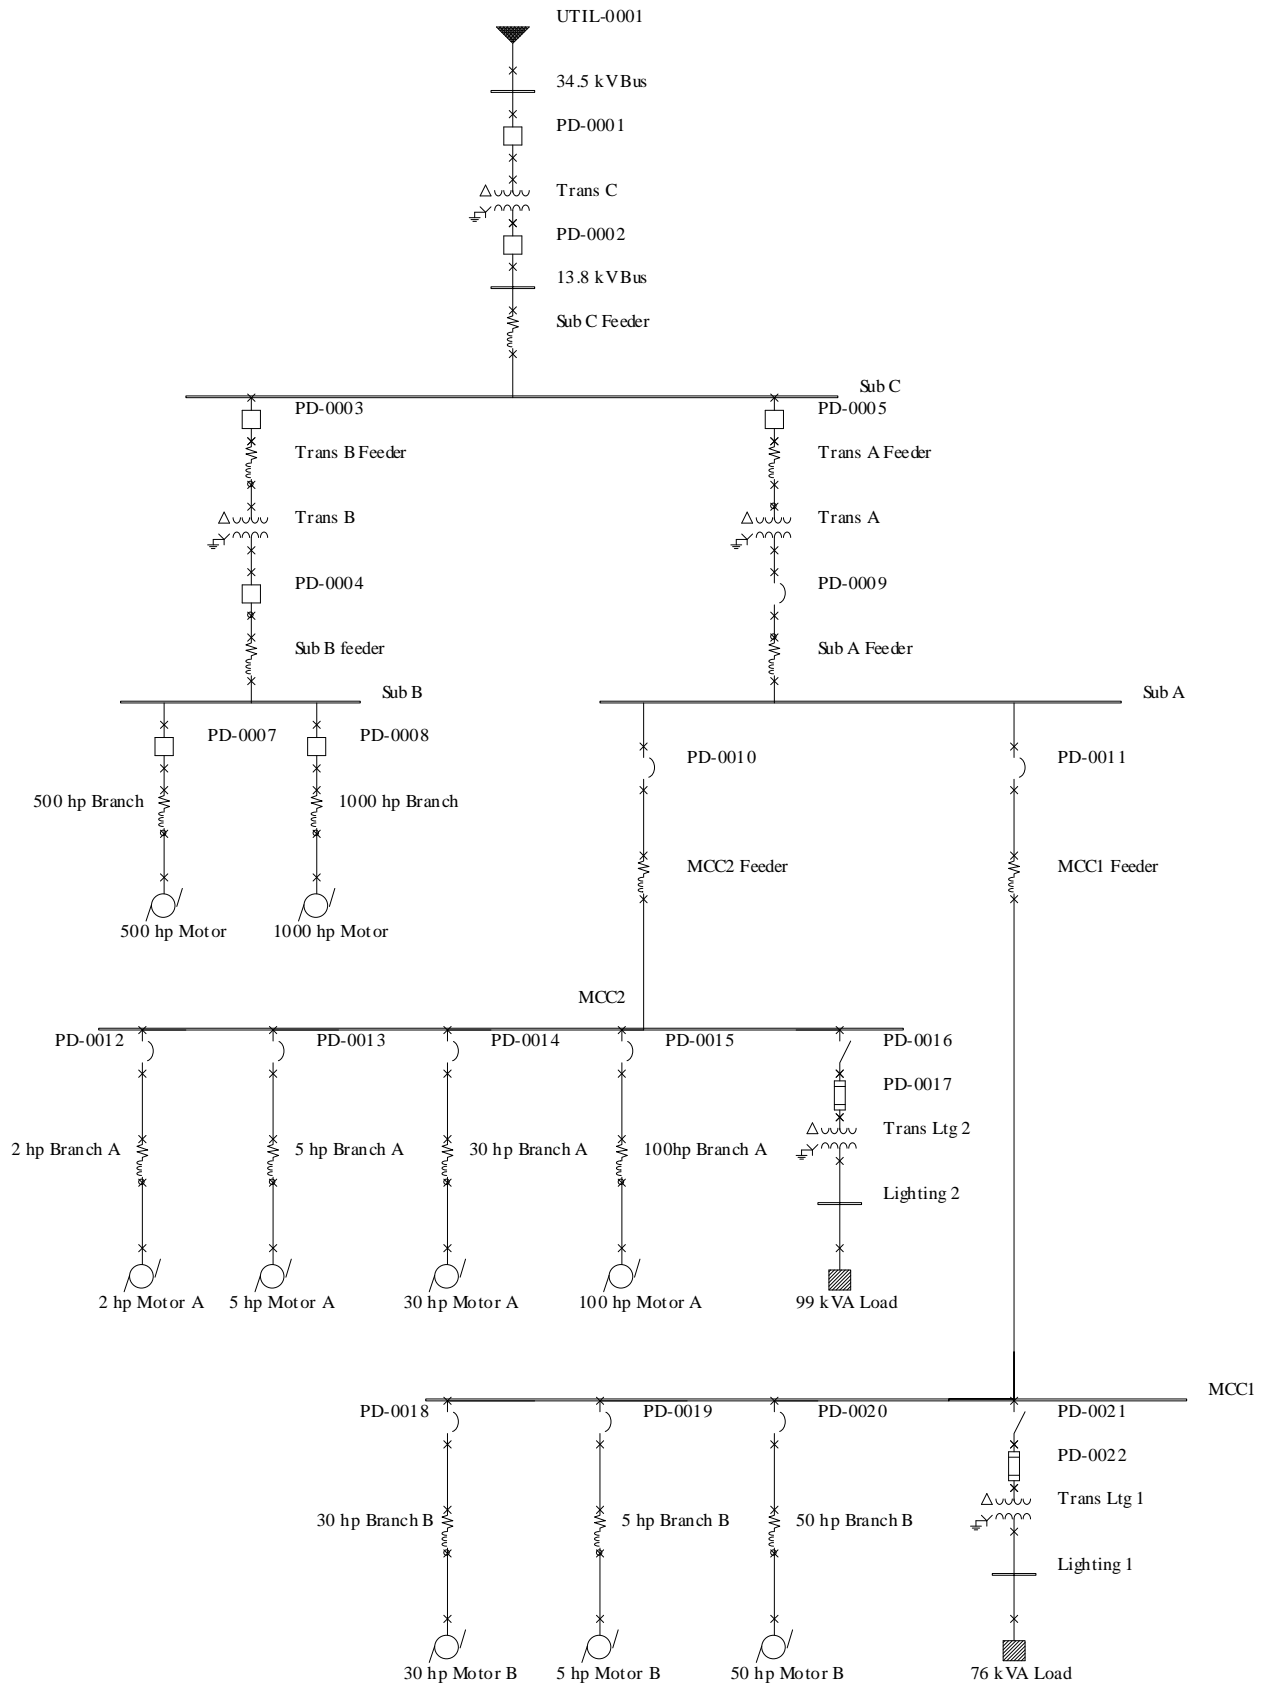 UTIL-0001
34.5 kV Bus
PD-0001
Trans C
PD-0002
13.8 kV Bus
Sub C Feeder
Sub C
PD-0003
PD-0005
Trans B Feeder
Trans A Feeder
Trans B
Trans A
PD-0004
PD-0009
Sub B feeder
Sub A Feeder
Sub B
Sub A
PD-0007
PD-0008
PD-0010
PD-0011
500 hp Branch
1000 hp Branch
MCC2 Feeder
MCC1 Feeder
500 hp Motor
1000 hp Motor
MCC2
PD-0012
PD-0013
PD-0014
PD-0015
PD-0016
PD-0017
Trans Ltg 2
2 hp Branch A
5 hp Branch A
30 hp Branch A
100hp Branch A
Lighting 2
2 hp Motor A
5 hp Motor A
30 hp Motor A
100 hp Motor A
99 kVA Load
MCC1
PD-0018
PD-0019
PD-0020
PD-0021
PD-0022
Trans Ltg 1
30 hp Branch B
5 hp Branch B
50 hp Branch B
Lighting 1
30 hp Motor B
5 hp Motor B
50 hp Motor B
76 kVA Load